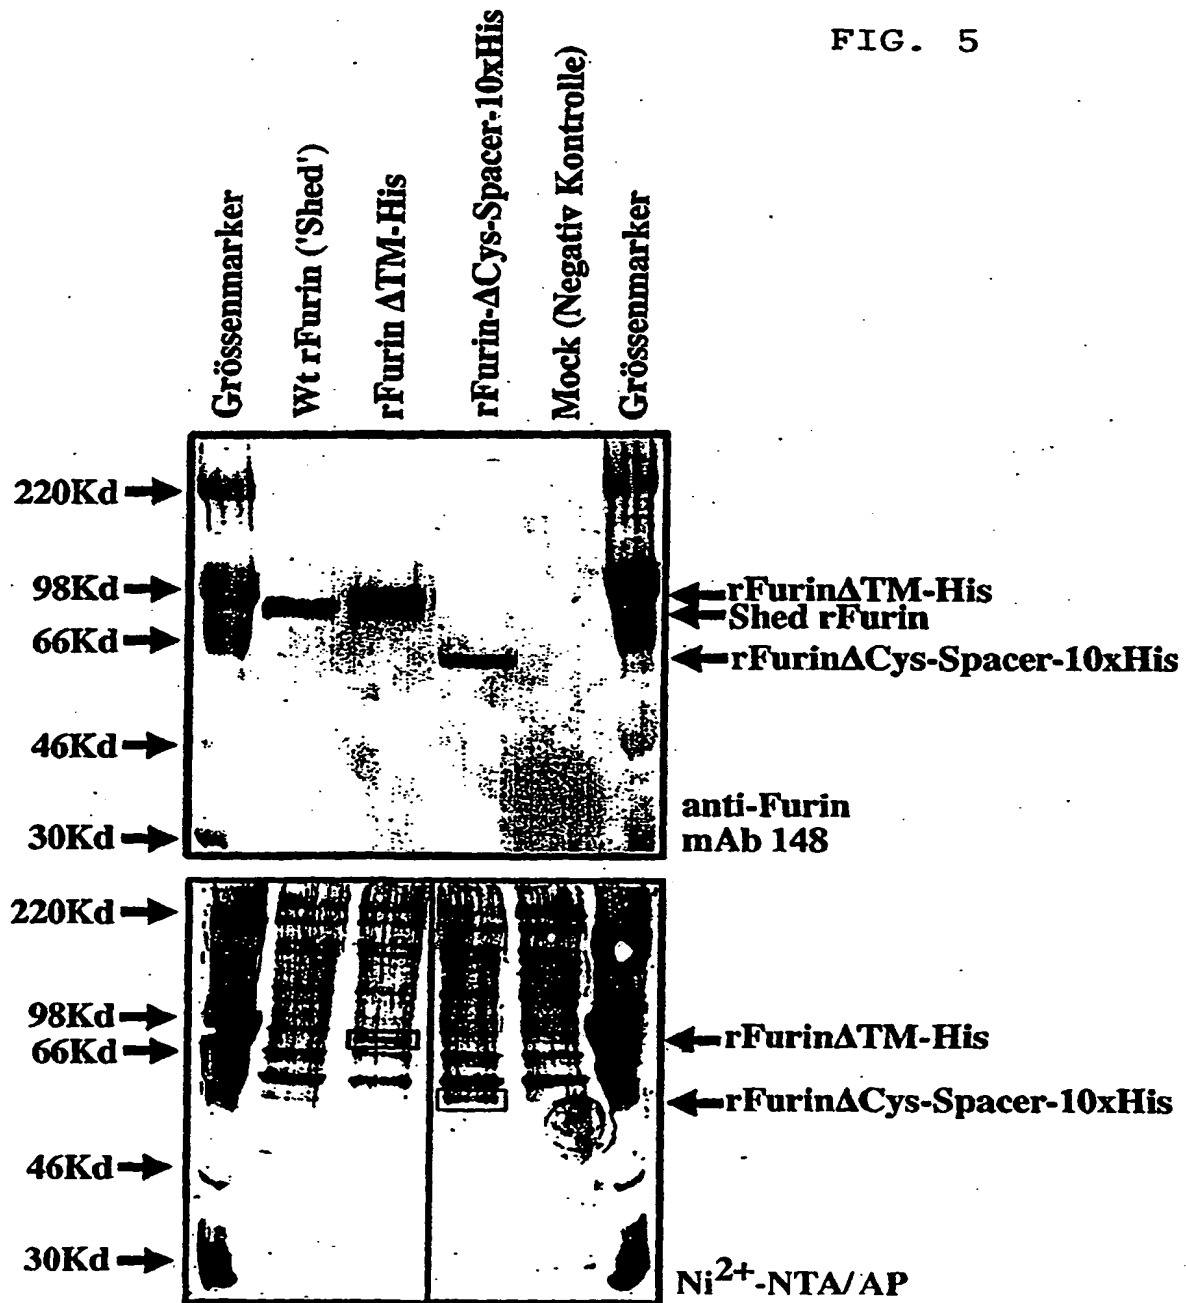 FIG. 5
Grössenmarker
Wt rFurin ('Shed')
rFurin ΔTM-His
rFurin-ΔCys-Spacer-10xHis
Mock (Negativ Kontrolle)
Grössenmarker
220Kd
98Kd
66Kd
46Kd
30Kd
rFurinΔTM-His
Shed rFurin
rFurinΔCys-Spacer-10xHis
anti-Furin
mAb 148
220Kd
98Kd
66Kd
46Kd
30Kd
rFurinΔTM-His
rFurinΔCys-Spacer-10xHis
Ni2+-NTA/AP